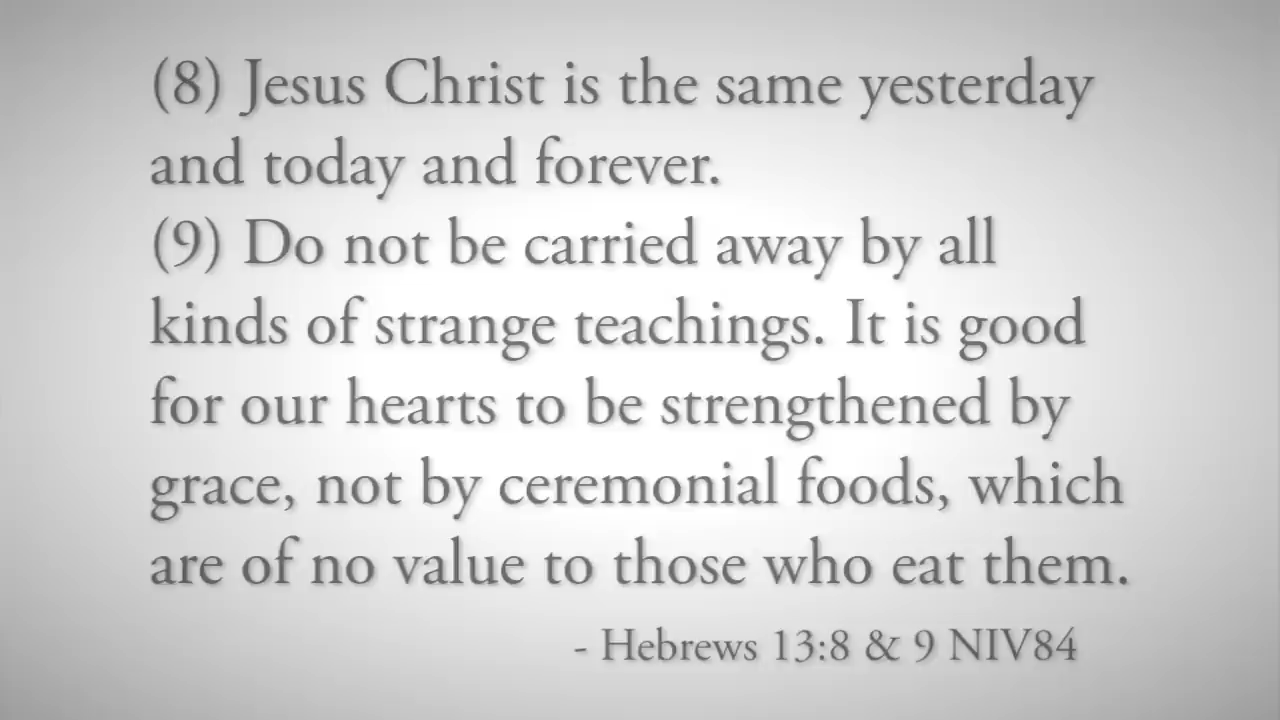 (8) Jesus Christ is the same yesterday
and today and forever.
(9) Do not be carried away by all
kinds of strange teachings. It is good
for our hearts to be strengthened by
grace, not by ceremonial foods, which
are of no value to those who eat them.
- Hebrews 13:8 & 9 NIV84